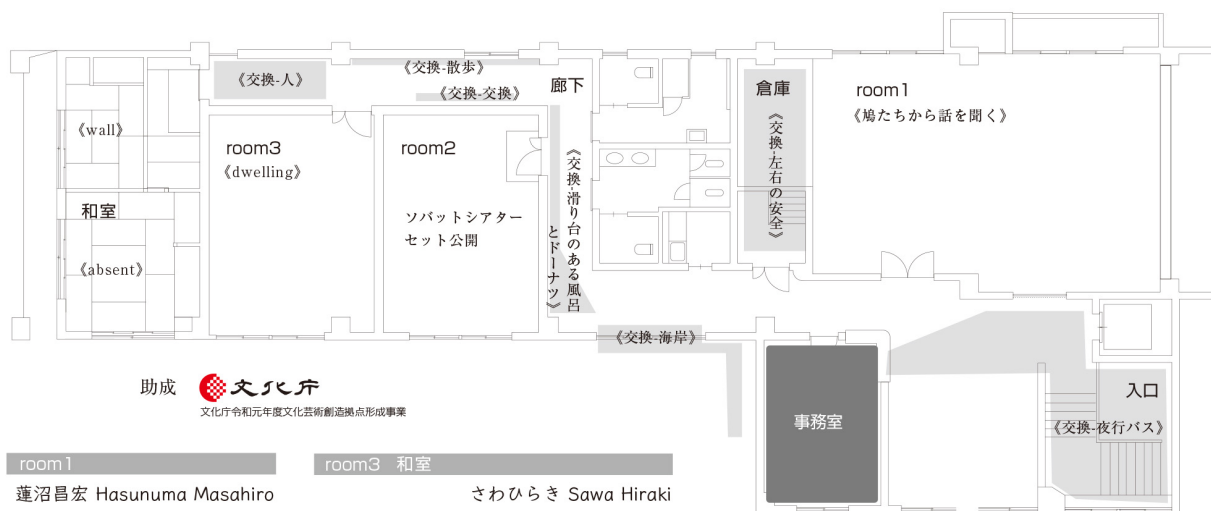 《交換-人》
《交換-散歩》
《交換-交換》
廊下
倉庫
room1
《鳩たちから話を聞く》
《wall》
room3
《dwelling》
room2
《交換-滑り台のある風呂
とドーナツ》
《交換-左右の安全》
和室
ソバットシアター
セット公開
《absent》
《交換-海岸》
助成
文化庁
文化庁令和元年度文化芸術創造拠点形成事業
事務室
入口
《交換-夜行バス》
room1
room3 和室
蓮沼昌宏 Hasunuma Masahiro
さわひらき Sawa Hiraki